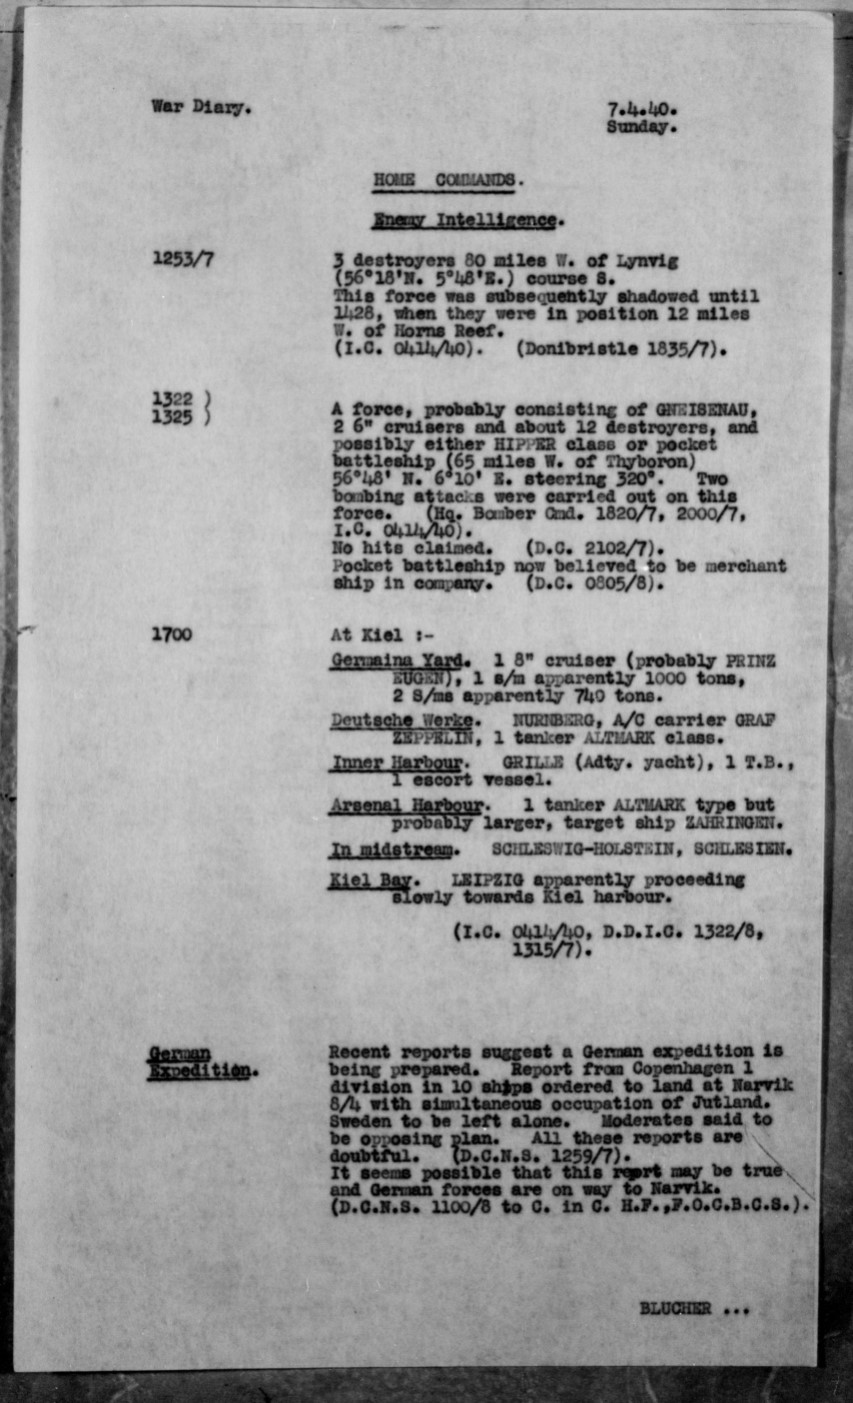 War Diary.
7.4.40.
Sunday.
HOME COMMANDS.
Enemy Intelligence.
1253/7
3 destroyers 80 miles W. of Lynvig
(56°18'N. 5°48'E.) course S.
This force was subsequently shadowed until
1428, when they were in position 12 miles
W. of Horns Reef.
(I.C. 0414/40). (Donibristle 1835/7).
1322 )
1325 )
A force, probably consisting of GNEISENAU,
2 6" cruisers and about 12 destroyers, and
possibly either HIPPER class or pocket
battleship (65 miles W. of Thyboron)
56°48' N. 6°10' E. steering 320°. Two
bombing attacks were carried out on this
force. (Hq. Bomber Cmd. 1820/7, 2000/7,
I.C. 0414/40).
No hits claimed. (D.C. 2102/7).
Pocket battleship now believed to be merchant
ship in company. (D.C. 0805/8).
1700
At Kiel :-
Germaina Yard. 1 8" cruiser (probably PRINZ
EUGEN), 1 s/m apparently 1000 tons,
2 S/ms apparently 740 tons.
Deutsche Werke. NURNBERG, A/C carrier GRAF
ZEPPELIN, 1 tanker ALTMARK class.
Inner Harbour. GRILLE (Adty. yacht), 1 T.B.,
1 escort vessel.
Arsenal Harbour. 1 tanker ALTMARK type but
probably larger, target ship ZAHRINGEN.
In midstream. SCHLESWIG-HOLSTEIN, SCHLESIEN.
Kiel Bay. LEIPZIG apparently proceeding
slowly towards Kiel harbour.
(I.C. 0414/40, D.D.I.C. 1322/8,
1315/7).
German
Expedition.
Recent reports suggest a German expedition is
being prepared. Report from Copenhagen 1
division in 10 ships ordered to land at Narvik
8/4 with simultaneous occupation of Jutland.
Sweden to be left alone. Moderates said to
be opposing plan. All these reports are
doubtful. (D.C.N.S. 1259/7).
It seems possible that this reort may be true
and German forces are on way to Narvik.
(D.C.N.S. 1100/8 to C. in C. H.F.,F.O.C.B.C.S.).
BLUCHER ...